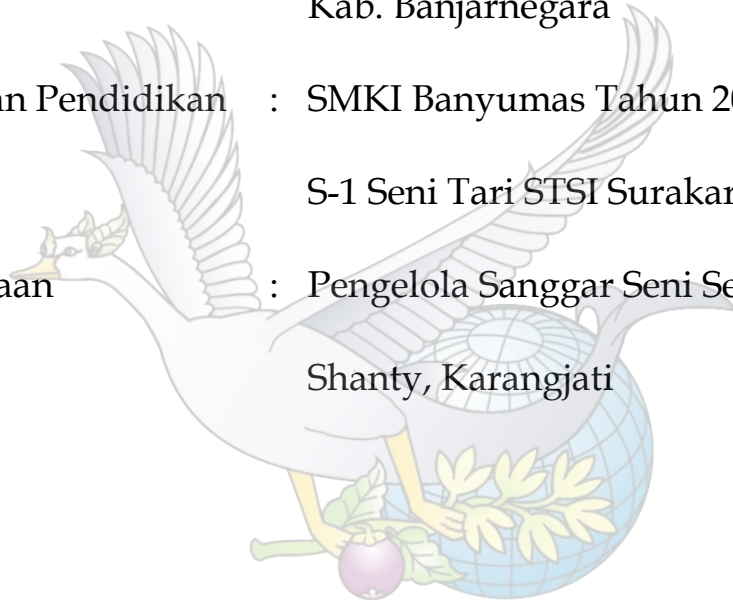 Kab. Banjarnegara
an Pendidikan : SMKI Banyumas Tahun 20
S-1 Seni Tari STSI Surakar
aan : Pengelola Sanggar Seni Se
Shanty, Karangjati